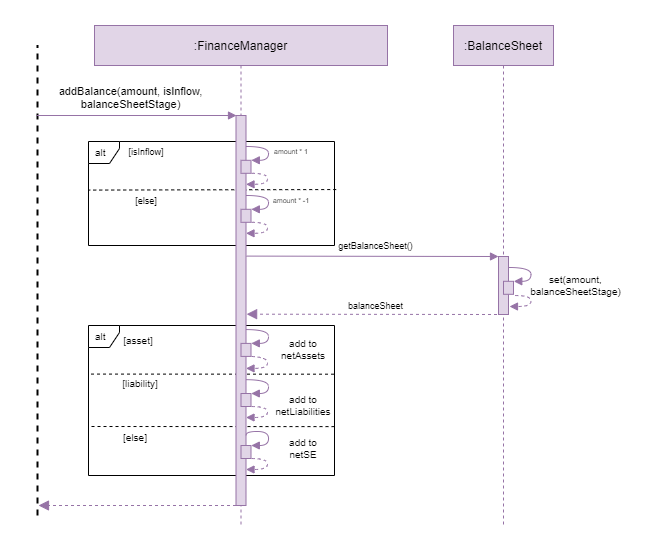 :FinanceManager
:BalanceSheet
addBalance(amount, isInflow,
balanceSheetStage)
alt
[isInflow]
amount * 1
[else]
amount * -1
getBalanceSheet()
set(amount,
balanceSheetStage)
balanceSheet
alt
[asset]
add to
netAssets
[liability]
add to
netLiabilities
[else]
add to
netSE